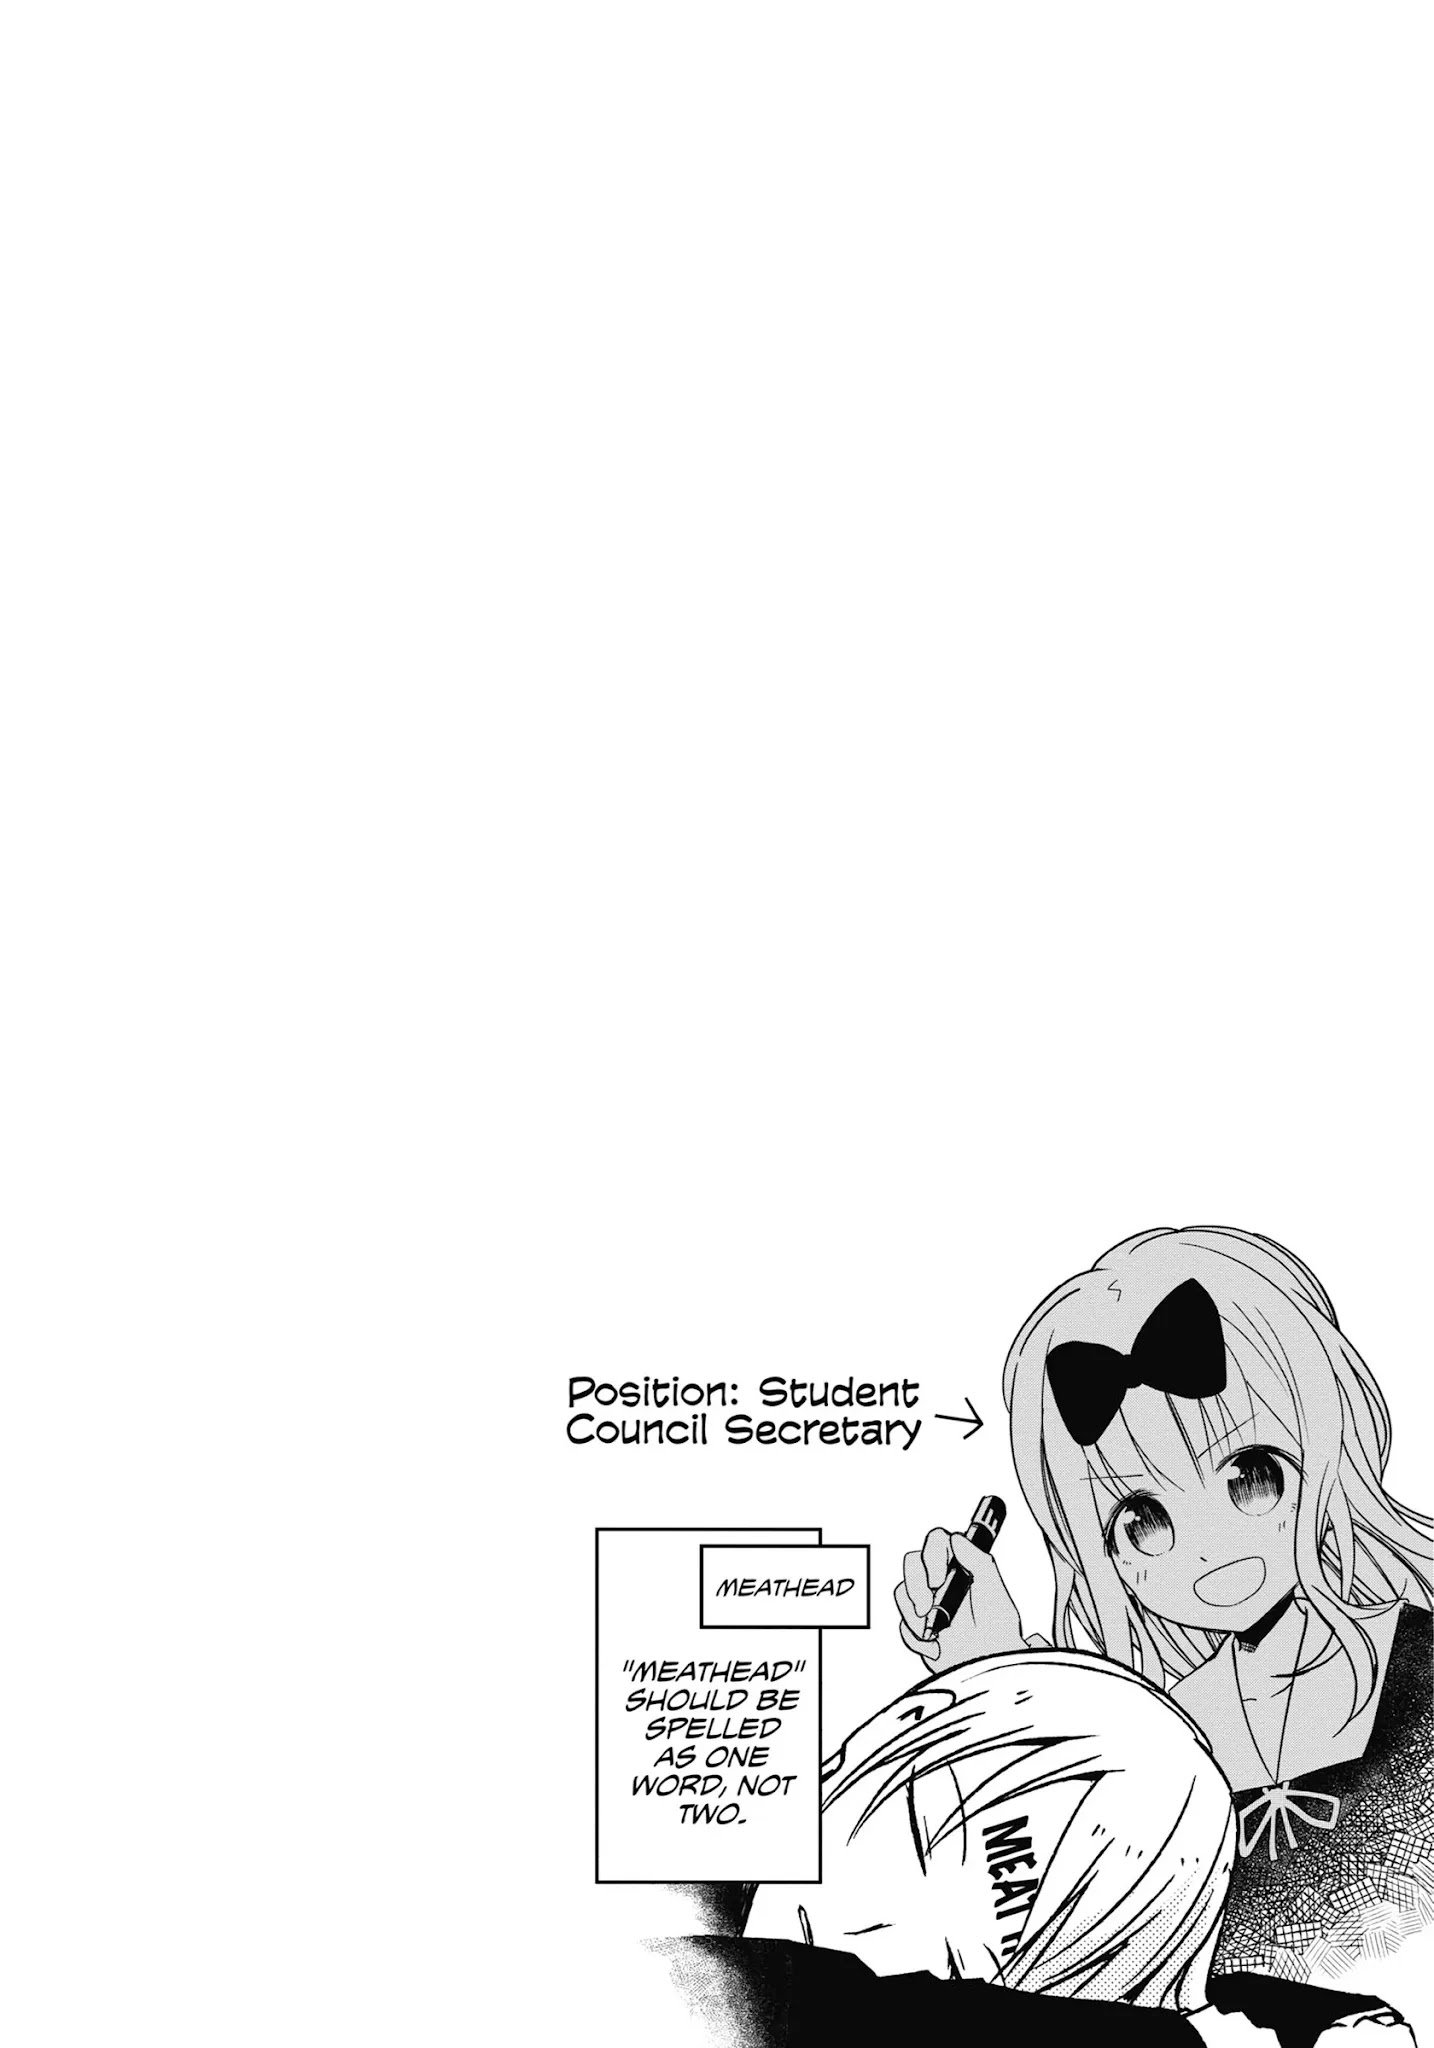 Position: Student
Council Secretary
MEATHEAD
"MEATHEAD"
SHOULD BE
SPELLED
AS ONE
WORD, NOT
TWO.
MEAT H